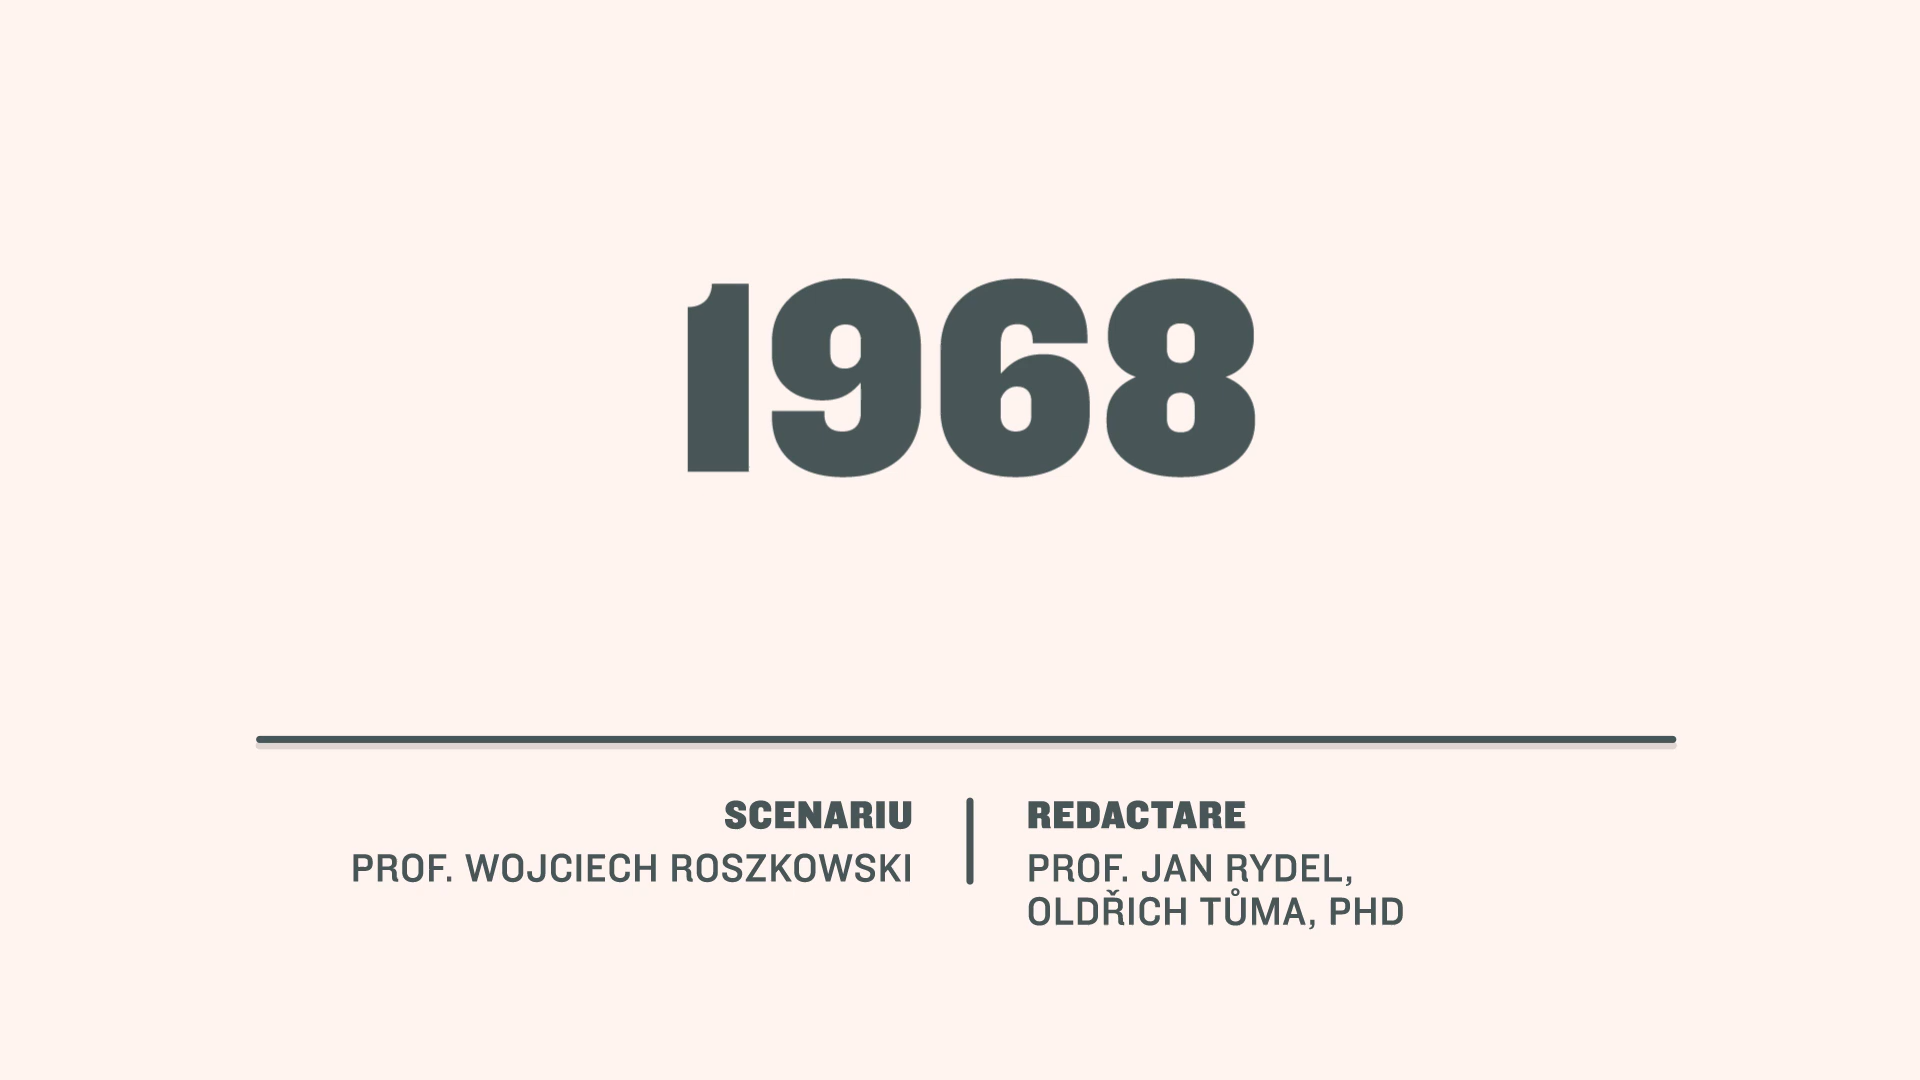 1968
SCENARIU
PROF. WOJCIECH ROSZKOWSKI
REDACTARE
PROF. JAN RYDEL,
OLDŘICH TŮMA, PHD